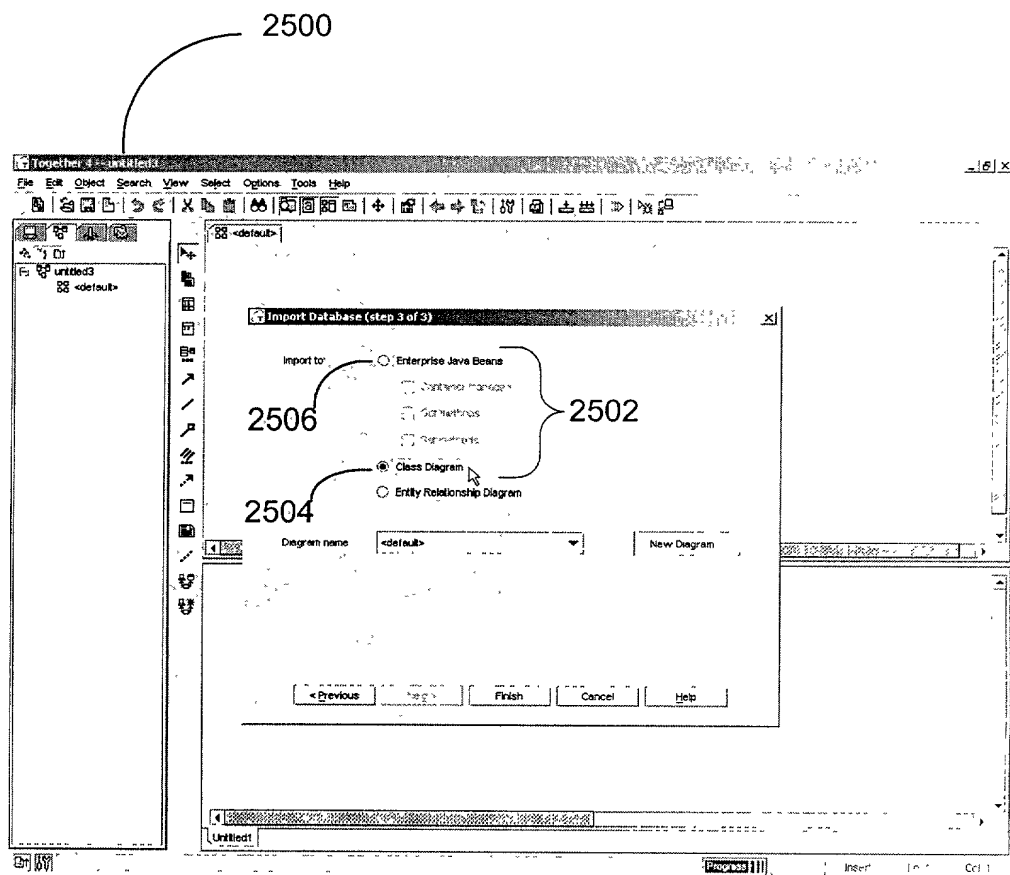 2500
Together 4 -- untitled3
File Edit Object Search View Select Options Tools Help
<default>
untitled3
<default>
Import Database (step 3 of 3)
Import to: Enterprise Java Beans
2506
2502
Class Diagram
2504
Entity Relationship Diagram
Diagram name <default> New Diagram
< Previous Finish Cancel Help
Untitled1
Progress Insert